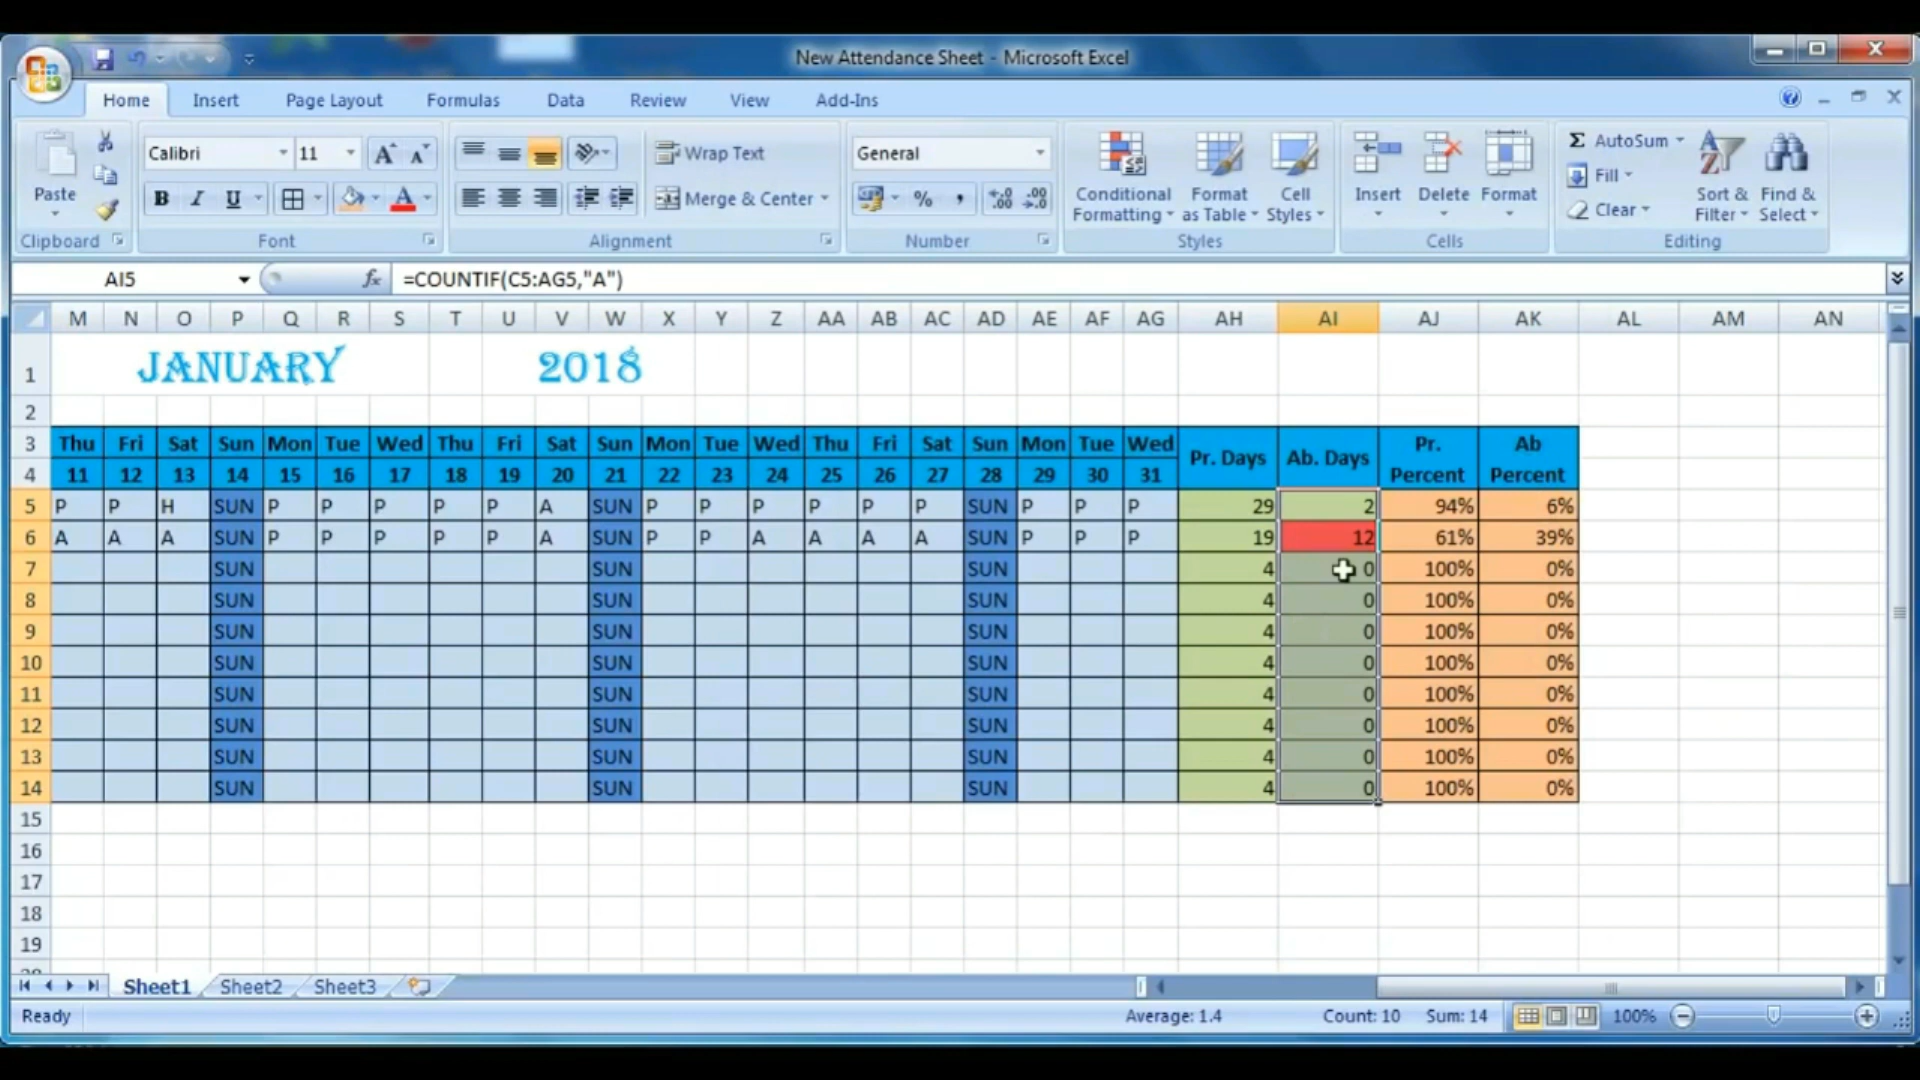 New Attendance Sheet - Microsoft Excel
Home Insert Page Layout Formulas Data Review View Add-Ins
Paste
Clipboard
Calibri 11
B I U
Font
Wrap Text
Merge & Center
Alignment
General
% ,
Number
Conditional Formatting
Format as Table
Cell Styles
Styles
Insert
Delete
Format
Cells
Σ AutoSum
Fill
Clear
Sort & Filter
Find & Select
Editing
AI5 fx =COUNTIF(C5:AG5,"A")
M N O P Q R S T U V W X Y Z AA AB AC AD AE AF AG AH AI AJ AK AL AM AN
1 JANUARY 2018
2
3 Thu Fri Sat Sun Mon Tue Wed Thu Fri Sat Sun Mon Tue Wed Thu Fri Sat Sun Mon Tue Wed Pr. Days Ab. Days Pr. Percent Ab Percent
4 11 12 13 14 15 16 17 18 19 20 21 22 23 24 25 26 27 28 29 30 31
5 P P H SUN P P P P P A SUN P P P P P P SUN P P P 29 2 94% 6%
6 A A A SUN P P P P P A SUN P P A A A A SUN P P P 19 12 61% 39%
7 SUN SUN SUN 4 0 100% 0%
8 SUN SUN SUN 4 0 100% 0%
9 SUN SUN SUN 4 0 100% 0%
10 SUN SUN SUN 4 0 100% 0%
11 SUN SUN SUN 4 0 100% 0%
12 SUN SUN SUN 4 0 100% 0%
13 SUN SUN SUN 4 0 100% 0%
14 SUN SUN SUN 4 0 100% 0%
15
16
17
18
19
Sheet1 Sheet2 Sheet3
Ready Average: 1.4 Count: 10 Sum: 14 100%